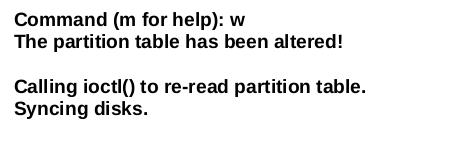 Command (m for help): w
The partition table has been altered!
Calling ioctl() to re-read partition table.
Syncing disks.